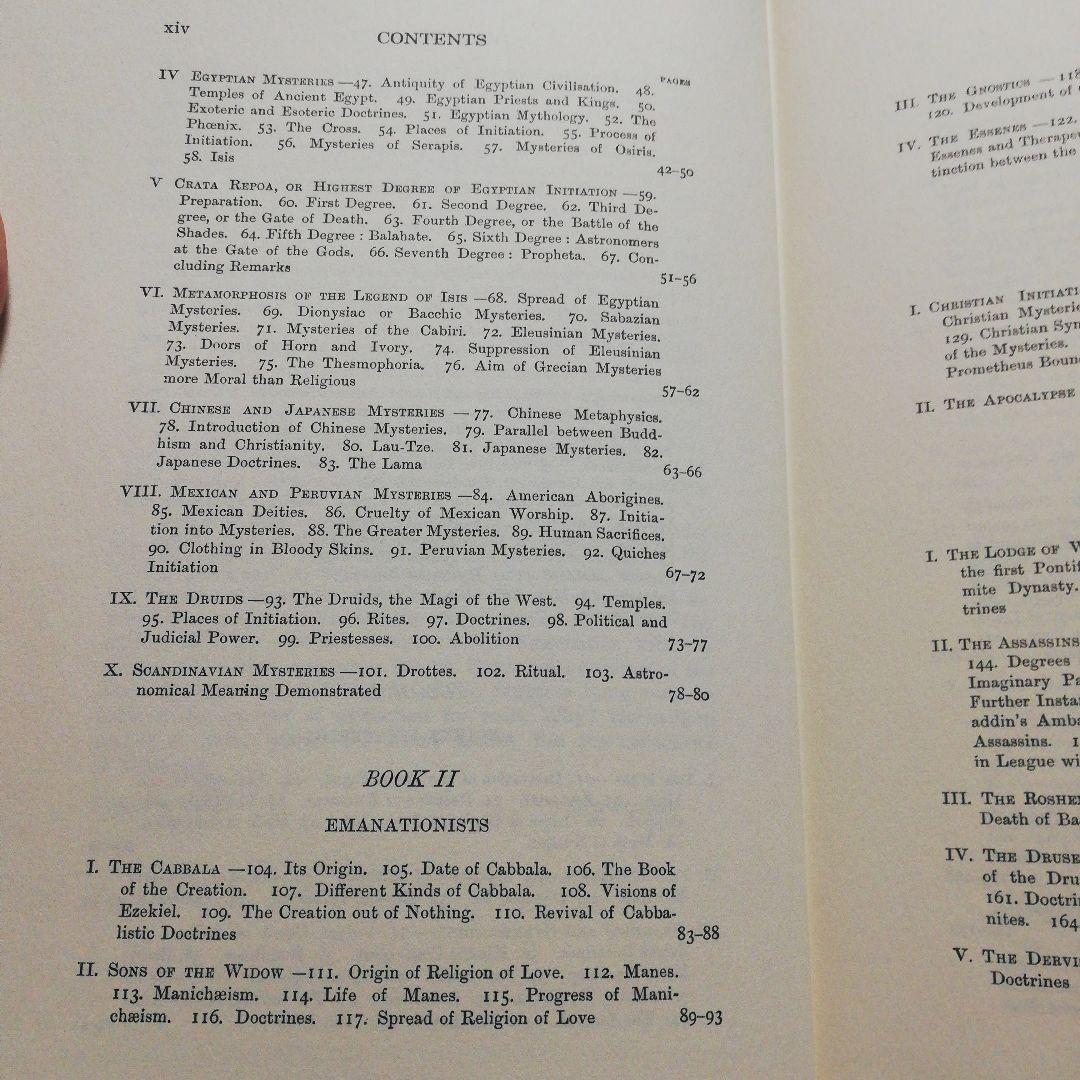 xiv
CONTENTS
PAGES
IV EGYPTIAN MYSTERIES —47. Antiquity of Egyptian Civilisation. 48.
Temples of Ancient Egypt. 49. Egyptian Priests and Kings. 50.
Exoteric and Esoteric Doctrines. 51. Egyptian Mythology. 52. The
Phœnix. 53. The Cross. 54. Places of Initiation. 55. Process of
Initiation. 56. Mysteries of Serapis. 57. Mysteries of Osiris.
58. Isis 42–50
V CRATA REPOA, OR HIGHEST DEGREE OF EGYPTIAN INITIATION —59.
Preparation. 60. First Degree. 61. Second Degree. 62. Third De-
gree, or the Gate of Death. 63. Fourth Degree, or the Battle of the
Shades. 64. Fifth Degree : Balahate. 65. Sixth Degree : Astronomers
at the Gate of the Gods. 66. Seventh Degree : Propheta. 67. Con-
cluding Remarks 51–56
VI. METAMORPHOSIS OF THE LEGEND OF ISIS —68. Spread of Egyptian
Mysteries. 69. Dionysiac or Bacchic Mysteries. 70. Sabazian
Mysteries. 71. Mysteries of the Cabiri. 72. Eleusinian Mysteries.
73. Doors of Horn and Ivory. 74. Suppression of Eleusinian
Mysteries. 75. The Thesmophoria. 76. Aim of Grecian Mysteries
more Moral than Religious 57–62
VII. CHINESE AND JAPANESE MYSTERIES —77. Chinese Metaphysics.
78. Introduction of Chinese Mysteries. 79. Parallel between Budd-
hism and Christianity. 80. Lau-Tze. 81. Japanese Mysteries. 82.
Japanese Doctrines. 83. The Lama 63–66
VIII. MEXICAN AND PERUVIAN MYSTERIES —84. American Aborigines.
85. Mexican Deities. 86. Cruelty of Mexican Worship. 87. Initia-
tion into Mysteries. 88. The Greater Mysteries. 89. Human Sacrifices.
90. Clothing in Bloody Skins. 91. Peruvian Mysteries. 92. Quiches
Initiation 67–72
IX. THE DRUIDS —93. The Druids, the Magi of the West. 94. Temples.
95. Places of Initiation. 96. Rites. 97. Doctrines. 98. Political and
Judicial Power. 99. Priestesses. 100. Abolition 73–77
X. SCANDINAVIAN MYSTERIES —101. Drottes. 102. Ritual. 103. Astro-
nomical Meaning Demonstrated 78–80
BOOK II
EMANATIONISTS
I. THE CABBALA —104. Its Origin. 105. Date of Cabbala. 106. The Book
of the Creation. 107. Different Kinds of Cabbala. 108. Visions of
Ezekiel. 109. The Creation out of Nothing. 110. Revival of Cabba-
listic Doctrines 83–88
II. SONS OF THE WIDOW —111. Origin of Religion of Love. 112. Manes.
113. Manichæism. 114. Life of Manes. 115. Progress of Mani-
chæism. 116. Doctrines. 117. Spread of Religion of Love 89–93
III. THE GNOSTICS — 118
120. Development of
IV. THE ESSENES —122.
Essenes and Therape
tinction between the
I. CHRISTIAN INITIATI
Christian Mysterie
129. Christian Sym
of the Mysteries.
Prometheus Boun
II. THE APOCALYPSE
I. THE LODGE OF W
the first Pontif
mite Dynasty.
trines
II. THE ASSASSINS
144. Degrees
Imaginary Pa
Further Insta
addin's Amba
Assassins. 1
in League wi
III. THE ROSHE
Death of Ba
IV. THE DRUSE
of the Dru
161. Doctri
nites. 164
V. THE DERVI
Doctrines